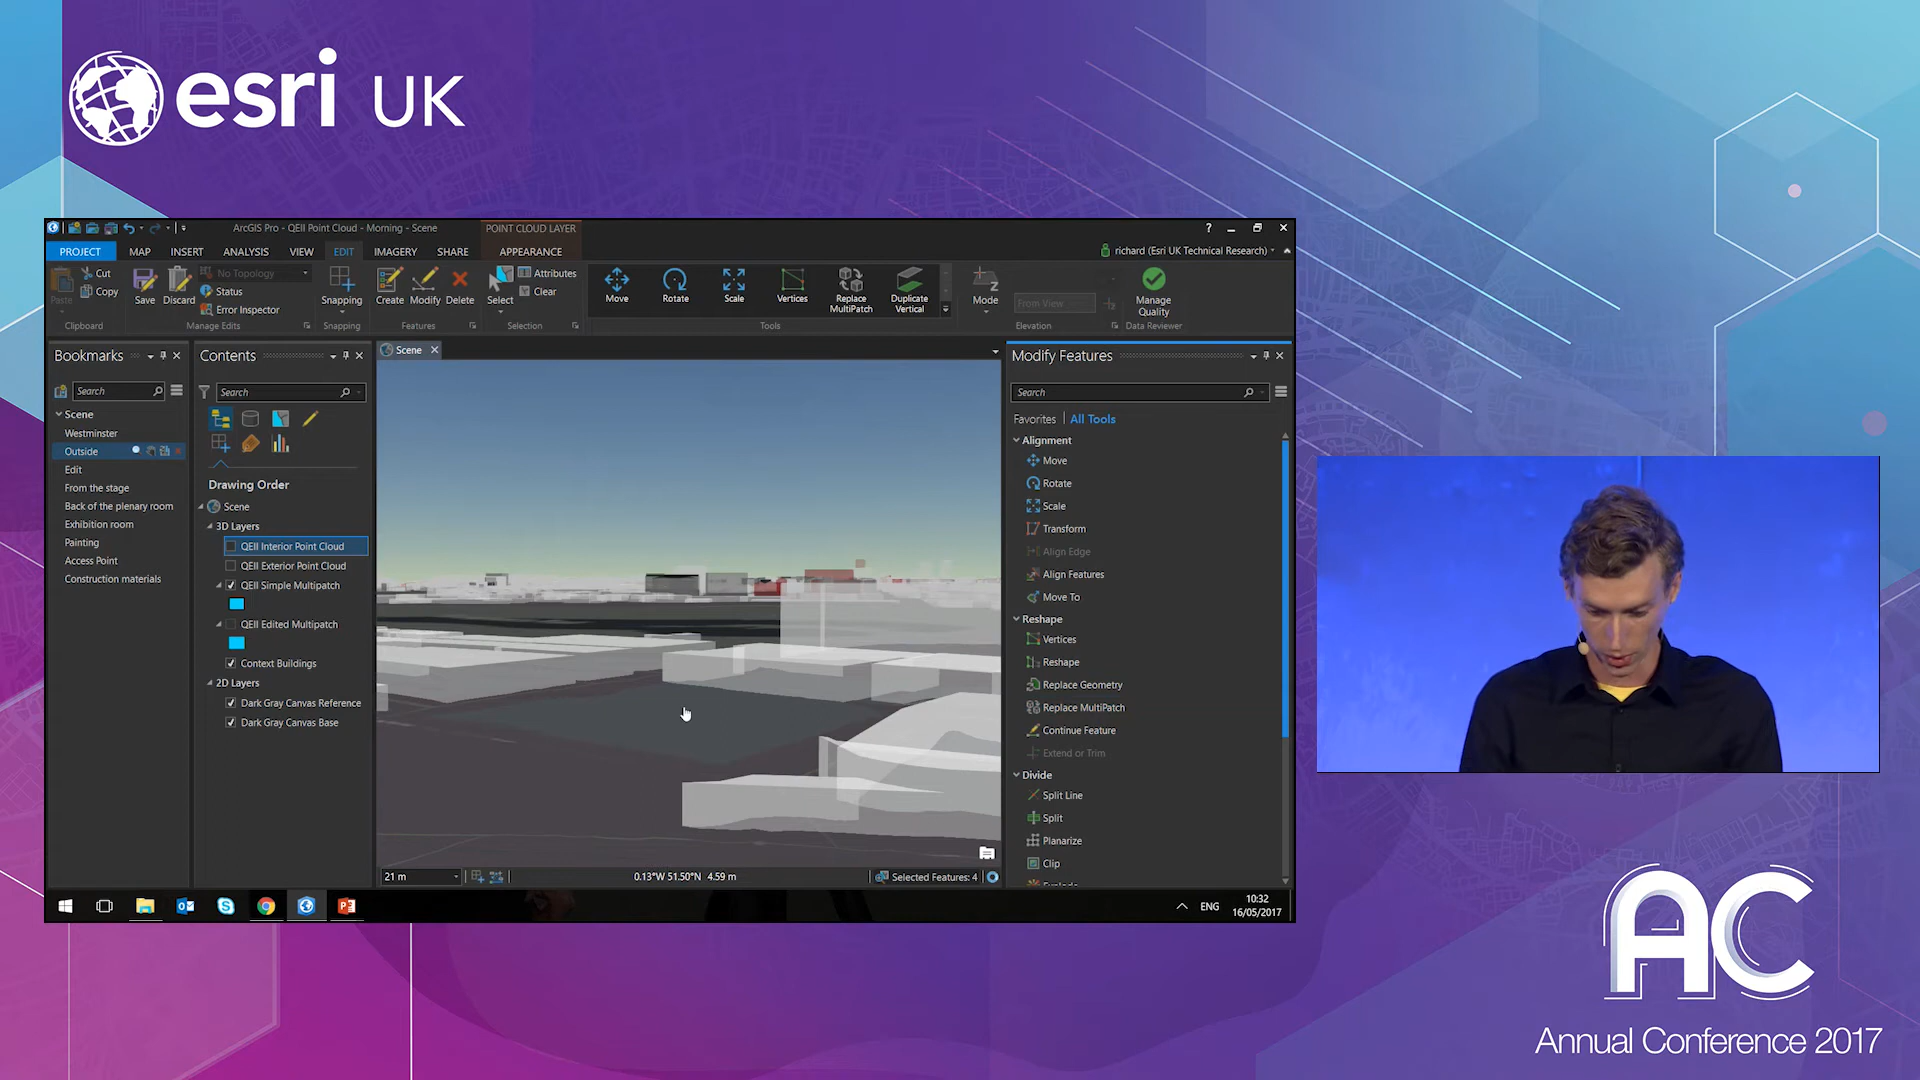 esri UK
ArcGIS Pro - QEII Point Cloud - Morning - Scene
POINT CLOUD LAYER
?
PROJECT MAP INSERT ANALYSIS VIEW EDIT IMAGERY SHARE APPEARANCE
richard (Esri UK Technical Research)
Paste
Cut
Copy
Clipboard
Save
Discard
No Topology
Status
Error Inspector
Manage Edits
Snapping
Snapping
Create
Modify
Delete
Features
Select
Attributes
Clear
Selection
Move
Rotate
Scale
Vertices
Replace
MultiPatch
Duplicate
Vertical
Tools
Mode
From View
Elevation
Manage
Quality
Data Reviewer
Bookmarks
Search
Scene
Westminster
Outside
Edit
From the stage
Back of the plenary room
Exhibition room
Painting
Access Point
Construction materials
Contents
Search
Drawing Order
Scene
3D Layers
QEII Interior Point Cloud
QEII Exterior Point Cloud
QEII Simple Multipatch
QEII Edited Multipatch
Context Buildings
2D Layers
Dark Gray Canvas Reference
Dark Gray Canvas Base
Scene
21 m
0.13°W 51.50°N 4.59 m
Selected Features: 4
Modify Features
Search
Favorites
All Tools
Alignment
Move
Rotate
Scale
Transform
Align Edge
Align Features
Move To
Reshape
Vertices
Reshape
Replace Geometry
Replace MultiPatch
Continue Feature
Extend or Trim
Divide
Split Line
Split
Planarize
Clip
Explode
ENG
10:32
16/05/2017
AC
Annual Conference 2017